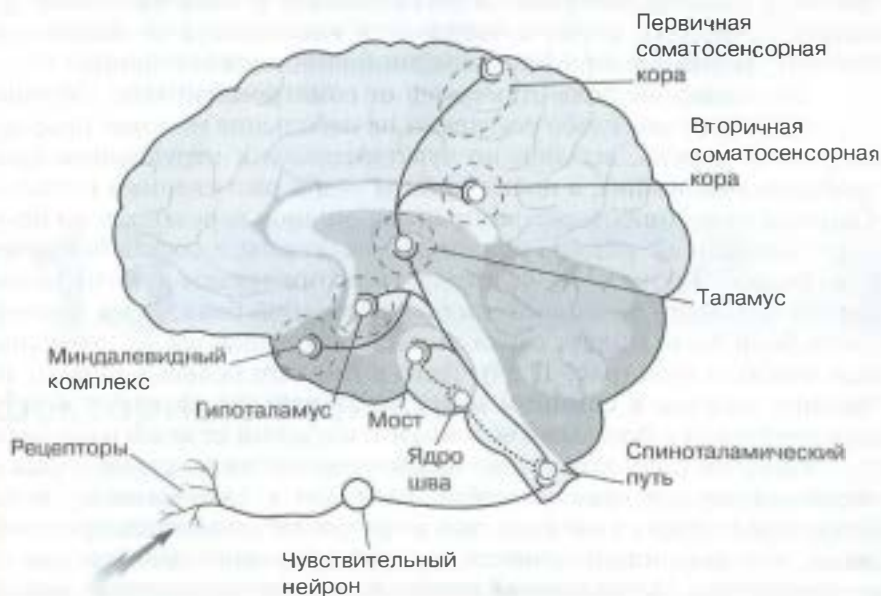 Первичная
соматосенсорная
кора
Вторичная
соматосенсорная
кора
Таламус
Миндалевидный
комплекс
Гипоталамус
Мост
Ядро
шва
Рецепторы
Спиноталамический
путь
Чувствительный
нейрон